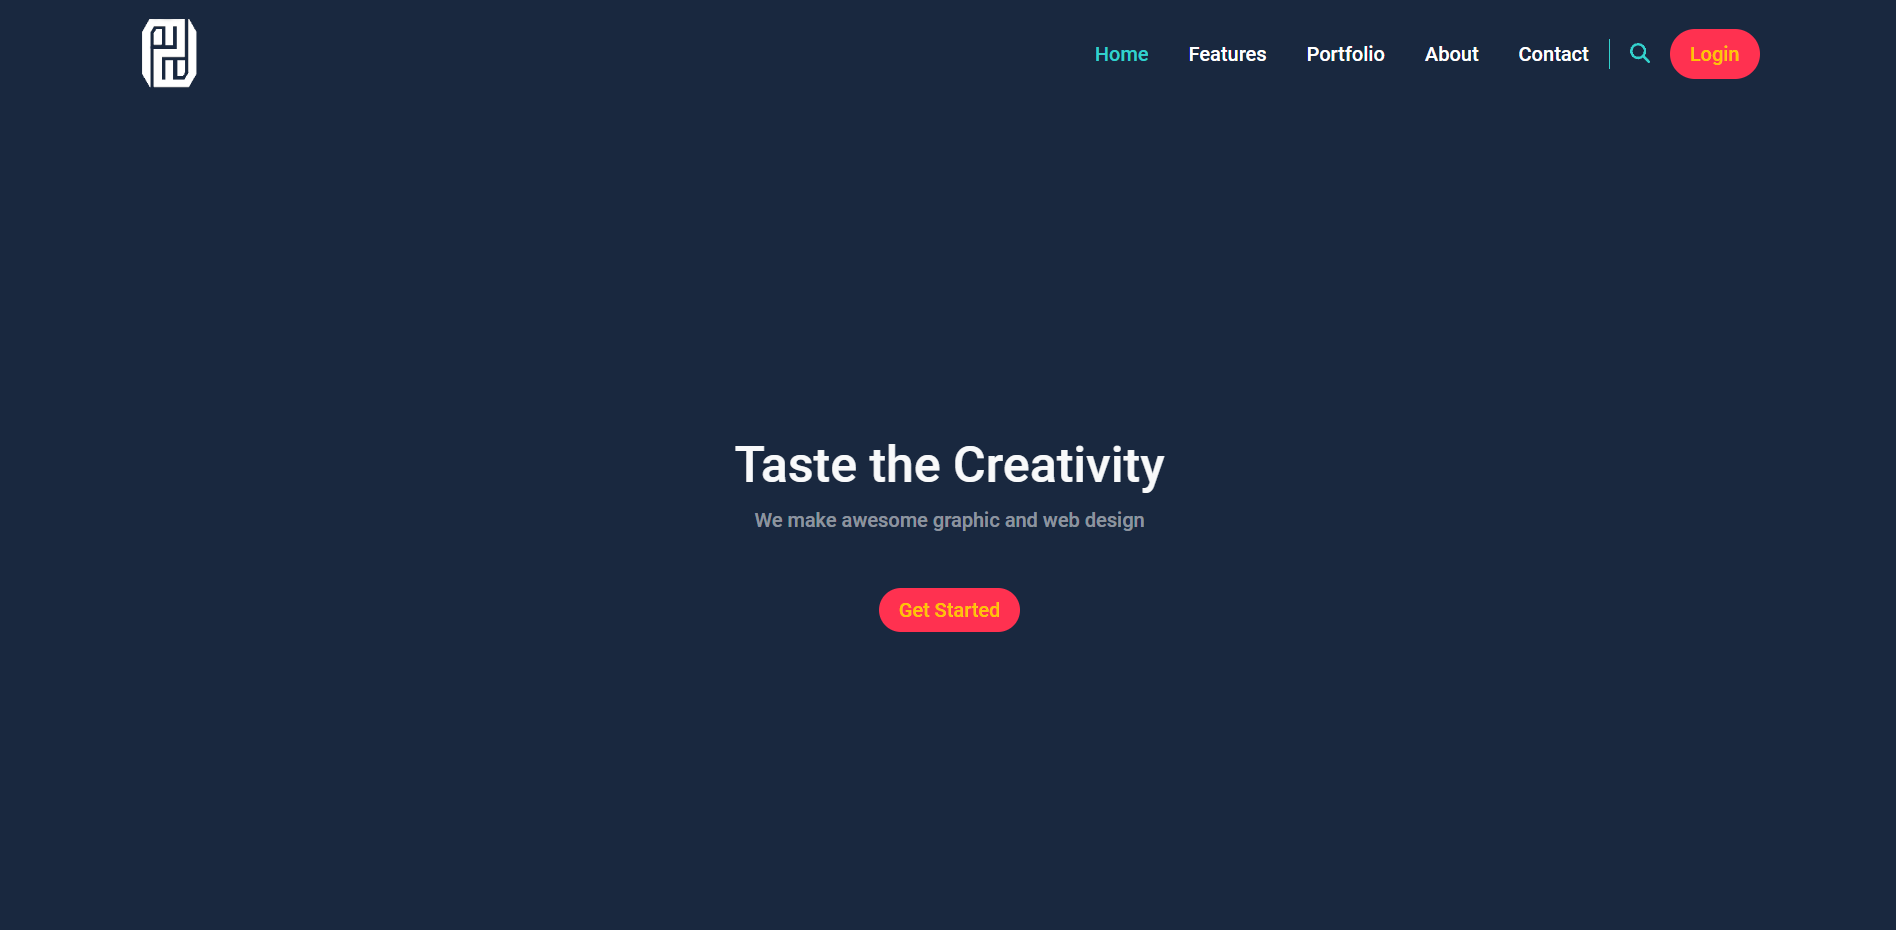 Home Features Portfolio About Contact Login
Taste the Creativity
We make awesome graphic and web design
Get Started